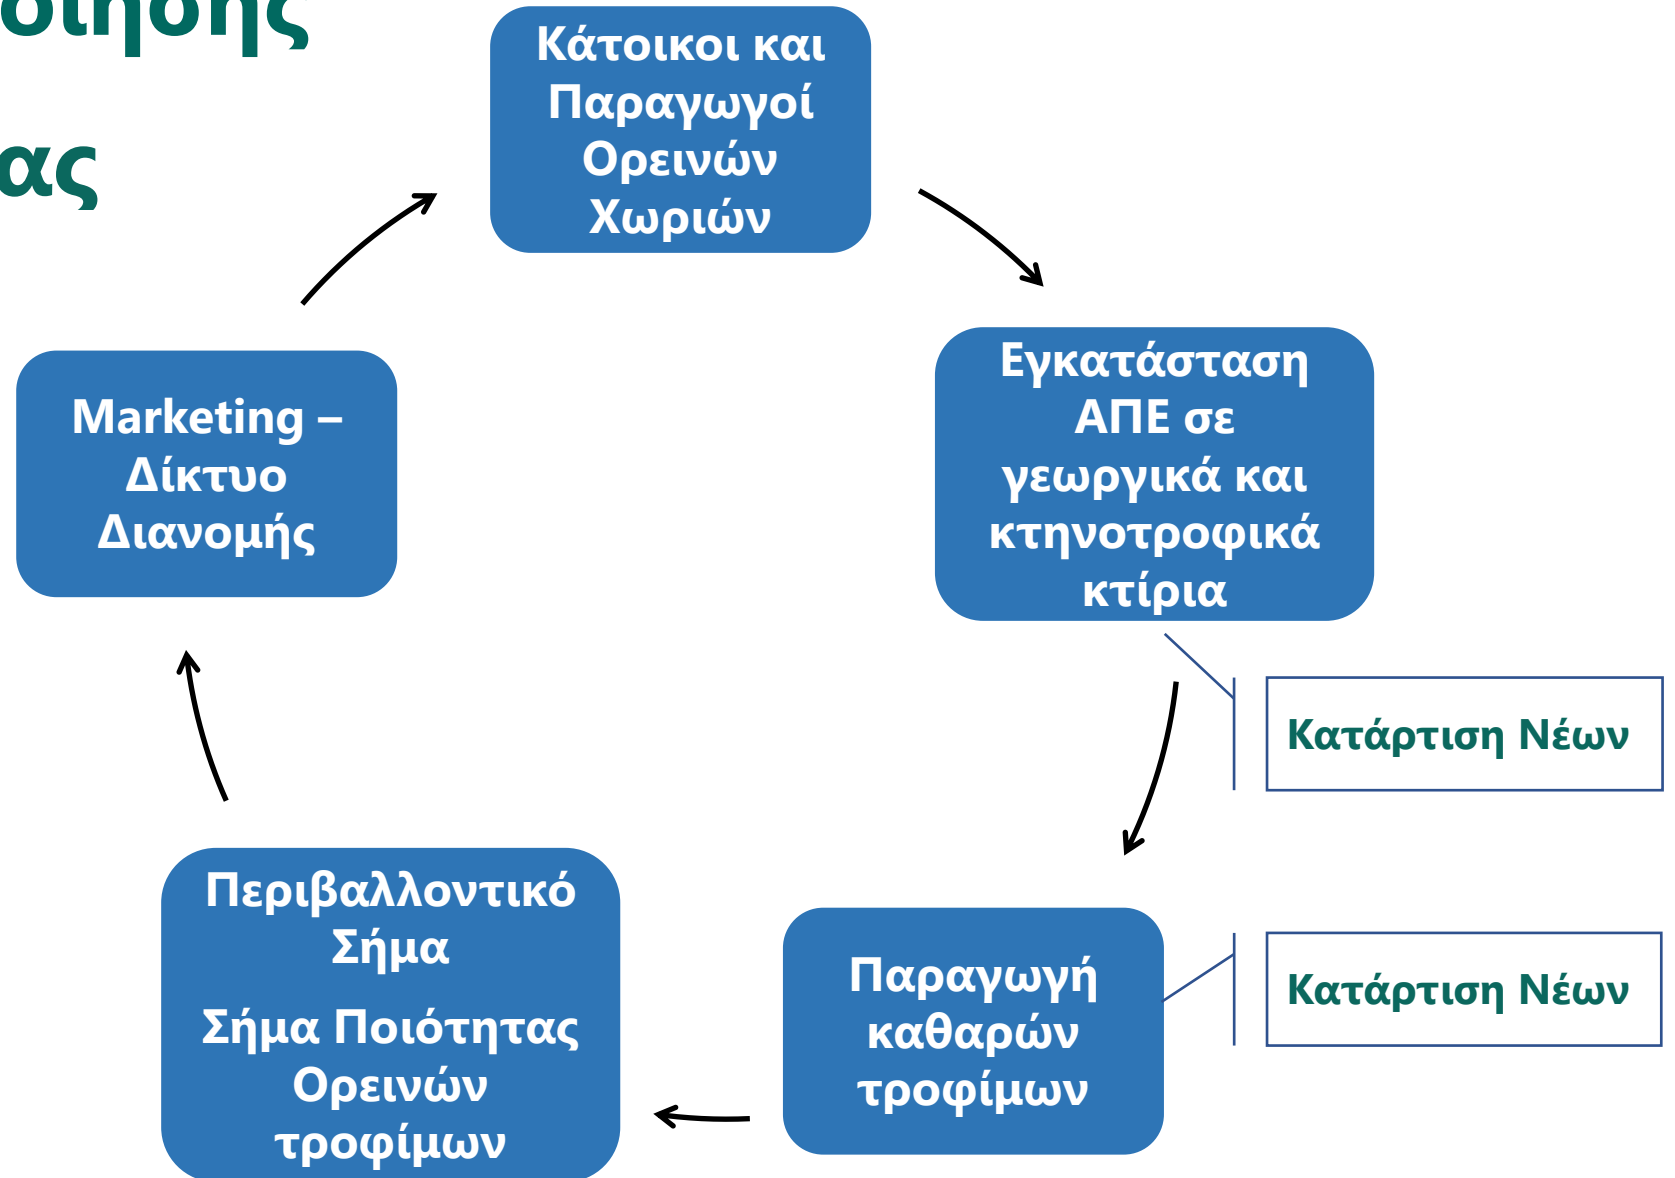 οίησης
ας
Κάτοικοι και
Παραγωγοί
Ορεινών
Χωριών
Εγκατάσταση
ΑΠΕ σε
γεωργικά και
κτηνοτροφικά
κτίρια
Marketing –
Δίκτυο
Διανομής
Κατάρτιση Νέων
Περιβαλλοντικό
Σήμα
Σήμα Ποιότητας
Ορεινών
τροφίμων
Παραγωγή
καθαρών
τροφίμων
Κατάρτιση Νέων